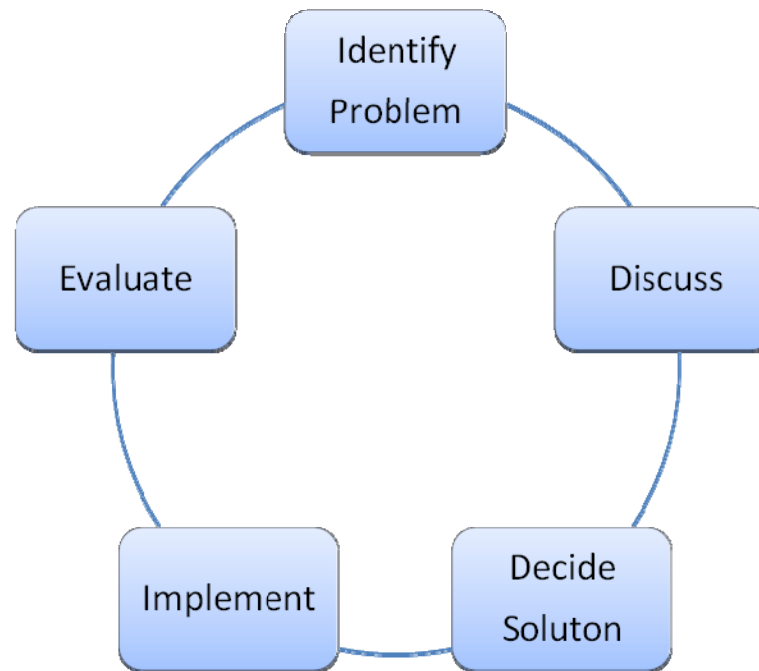 Identify
Problem
Discuss
Decide
Soluton
Implement
Evaluate